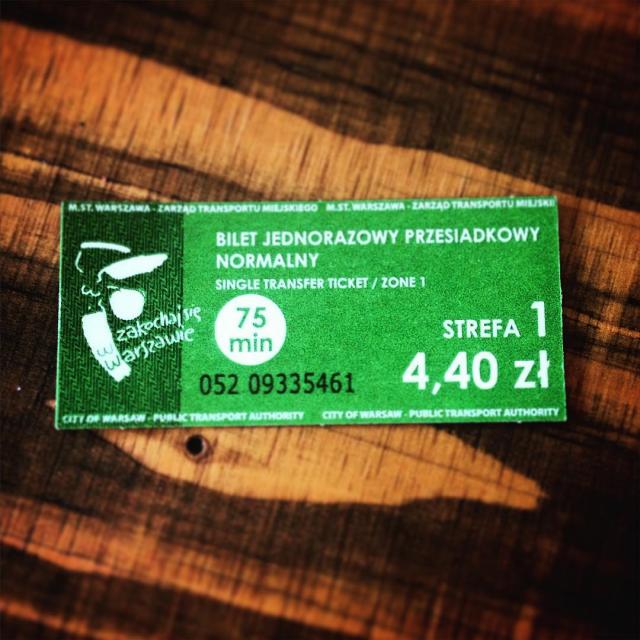 M.ST. WARSZAWA - ZARZĄD TRANSPORTU MIEJSKIEGO M.ST. WARSZAWA - ZARZĄD TRANSPORTU MIEJSKI
BILET JEDNORAZOWY PRZESIADKOWY
NORMALNY
SINGLE TRANSFER TICKET / ZONE 1
zakochaj się
w Warszawie
75
min
STREFA 1
052 09335461
4,40 zł
CITY OF WARSAW - PUBLIC TRANSPORT AUTHORITY CITY OF WARSAW - PUBLIC TRANSPORT AUTHORITY